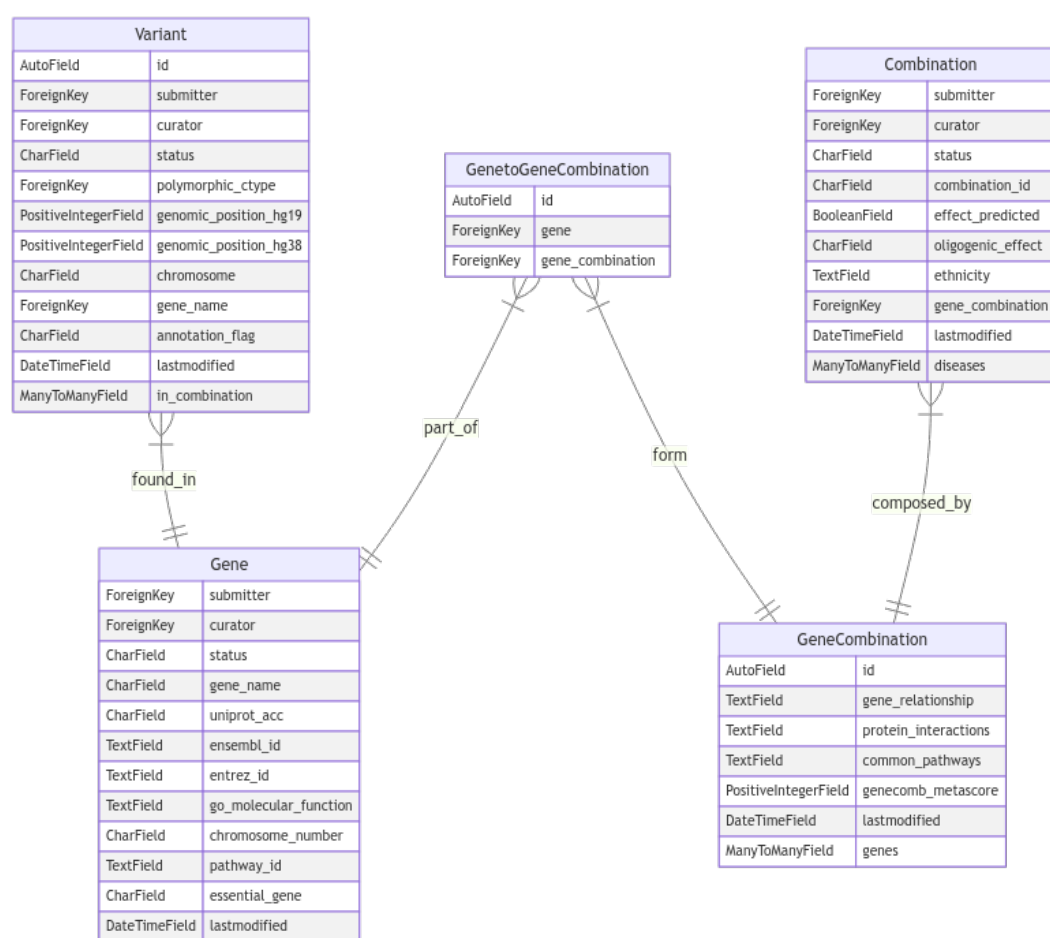 Variant
AutoField id
ForeignKey submitter
ForeignKey curator
CharField status
ForeignKey polymorphic_ctype
PositiveIntegerField genomic_position_hg19
PositiveIntegerField genomic_position_hg38
CharField chromosome
ForeignKey gene_name
CharField annotation_flag
DateTimeField lastmodified
ManyToManyField in_combination
GenetoGeneCombination
AutoField id
ForeignKey gene
ForeignKey gene_combination
Combination
ForeignKey submitter
ForeignKey curator
CharField status
CharField combination_id
BooleanField effect_predicted
CharField oligogenic_effect
TextField ethnicity
ForeignKey gene_combination
DateTimeField lastmodified
ManyToManyField diseases
found_in
part_of
form
composed_by
Gene
ForeignKey submitter
ForeignKey curator
CharField status
CharField gene_name
CharField uniprot_acc
TextField ensembl_id
TextField entrez_id
TextField go_molecular_function
CharField chromosome_number
TextField pathway_id
CharField essential_gene
DateTimeField lastmodified
GeneCombination
AutoField id
TextField gene_relationship
TextField protein_interactions
TextField common_pathways
PositiveIntegerField genecomb_metascore
DateTimeField lastmodified
ManyToManyField genes